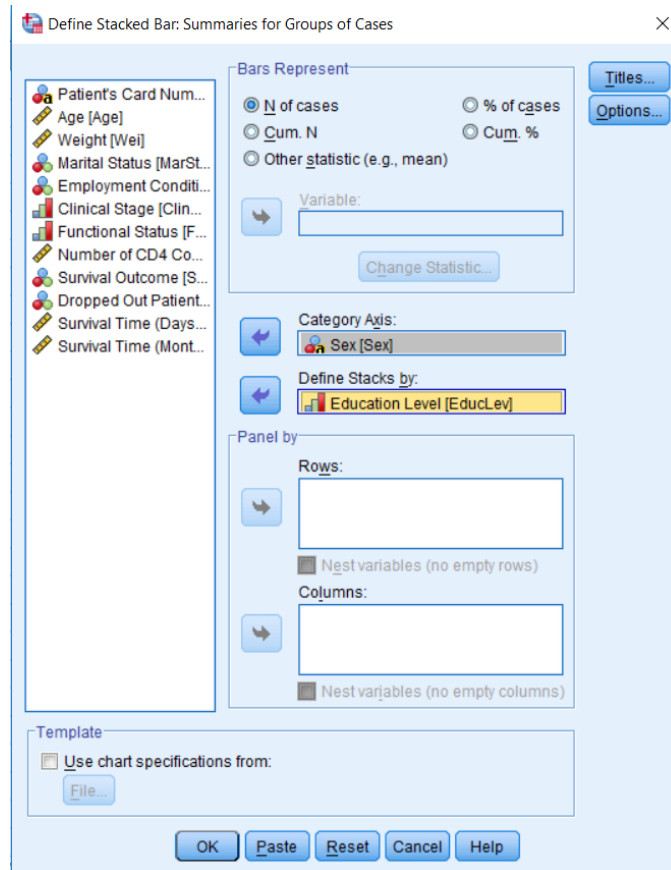 Define Stacked Bar: Summaries for Groups of Cases
Patient's Card Num...
Age [Age]
Weight [Wei]
Marital Status [MarSt...
Employment Conditi...
Clinical Stage [Clin...
Functional Status [F...
Number of CD4 Co...
Survival Outcome [S...
Dropped Out Patient...
Survival Time (Days...
Survival Time (Mont...
Bars Represent
N of cases
% of cases
Cum. N
Cum. %
Other statistic (e.g., mean)
Variable:
Change Statistic...
Category Axis:
Sex [Sex]
Define Stacks by:
Education Level [EducLev]
Panel by
Rows:
Nest variables (no empty rows)
Columns:
Nest variables (no empty columns)
Titles...
Options...
Template
Use chart specifications from:
File...
OK
Paste
Reset
Cancel
Help